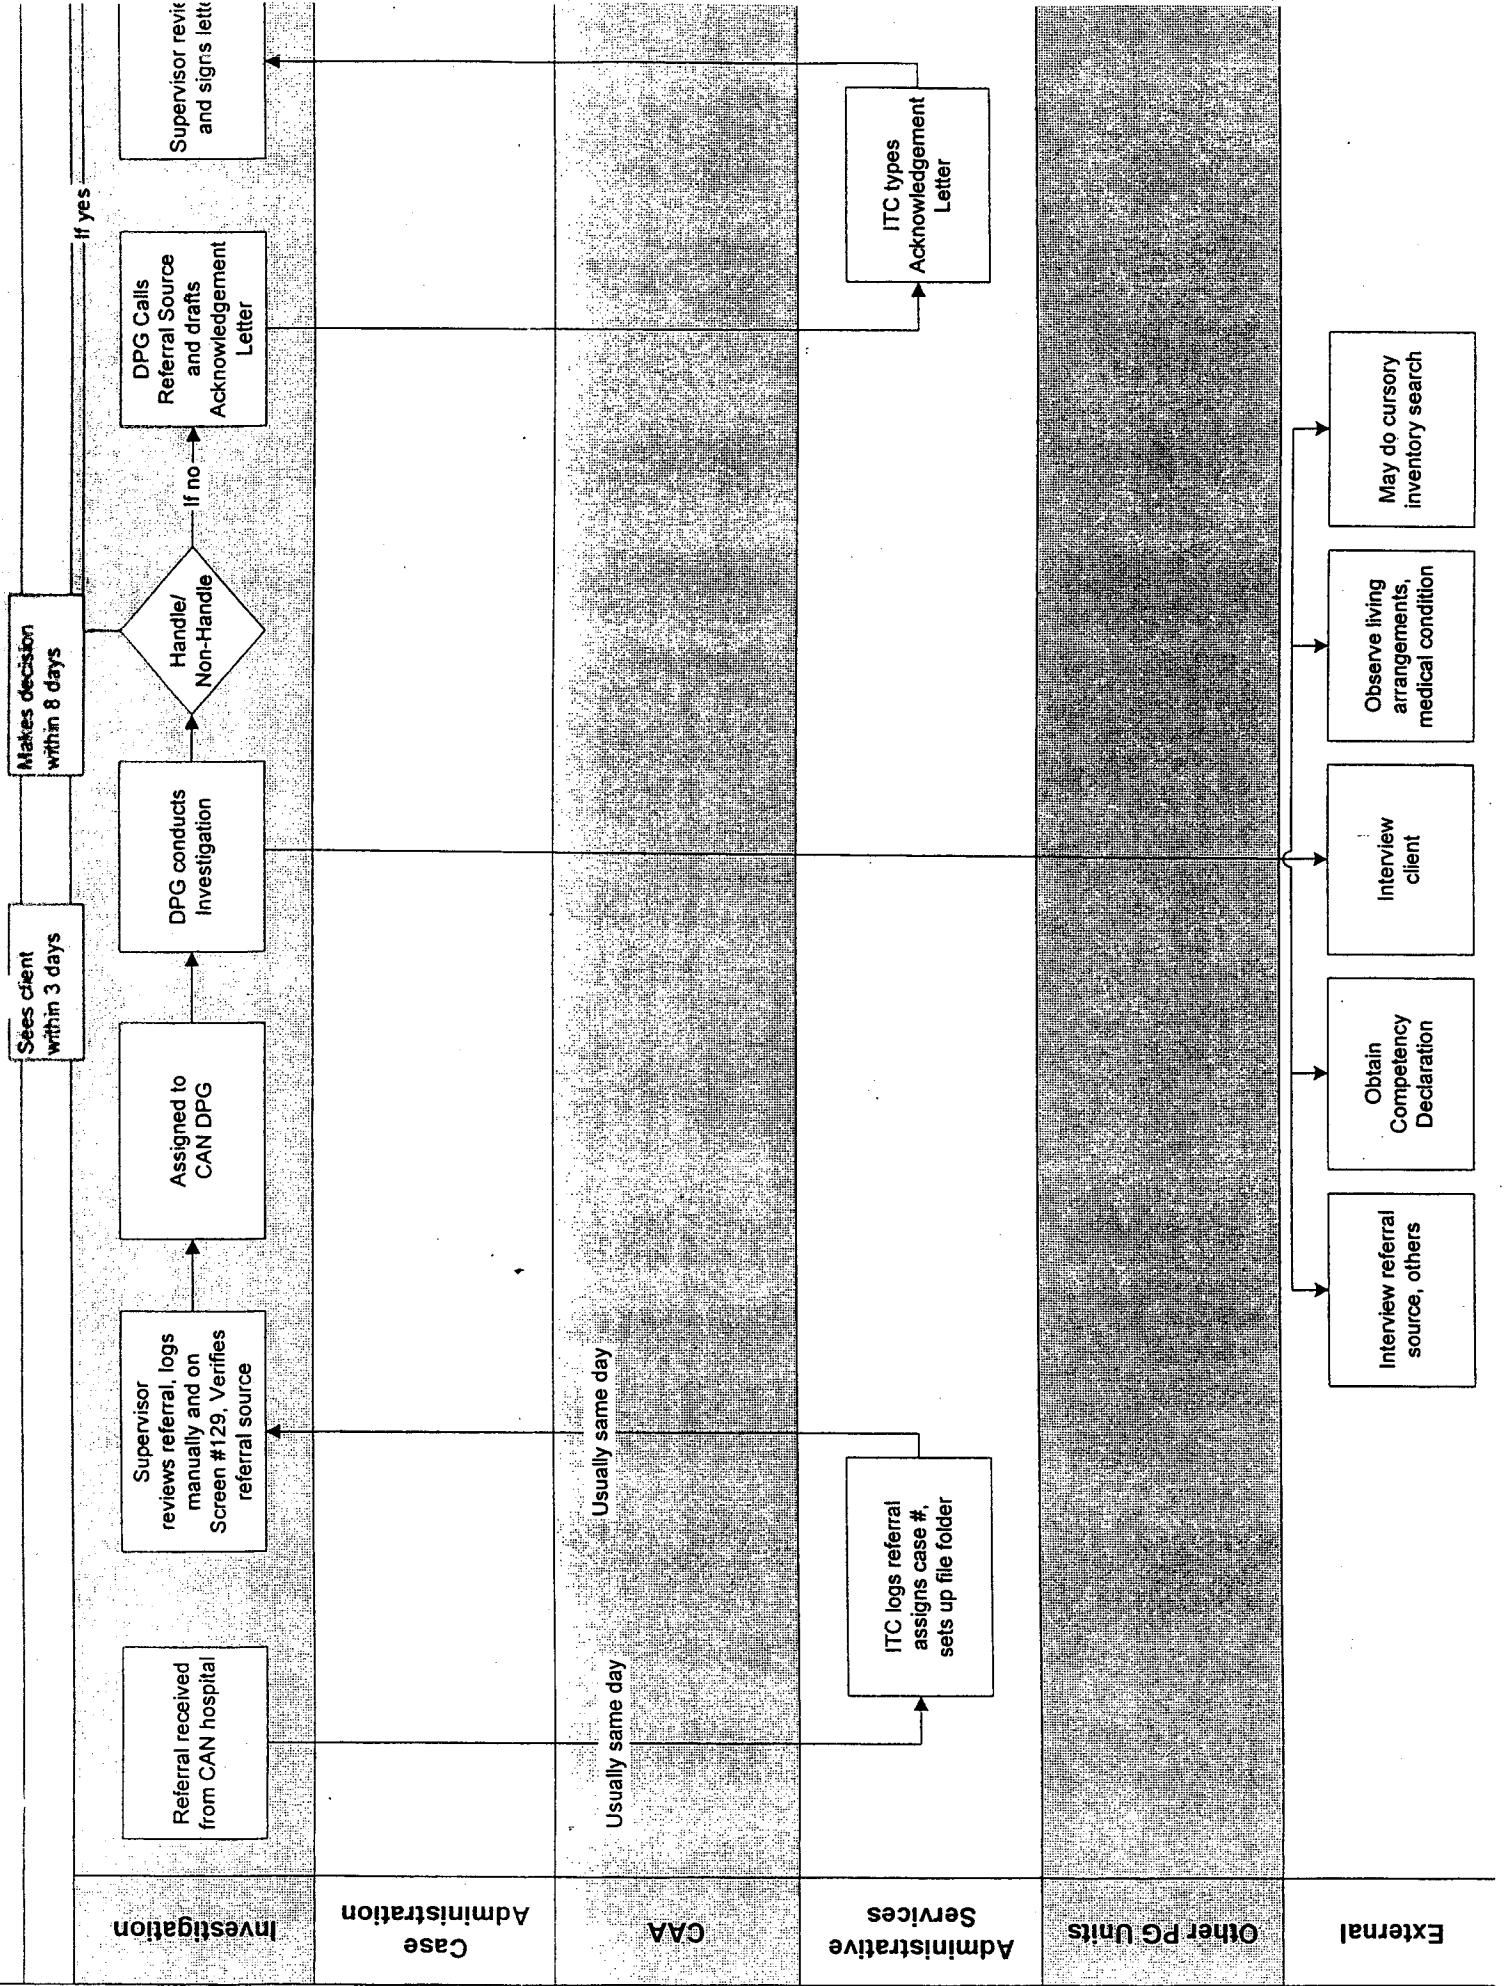 Sees client
within 3 days
Makes decision
within 8 days
If yes
Investigation
Referral received
from CAN hospital
Supervisor
reviews referral, logs
manually and on
Screen #129, Verifies
referral source
Assigned to
CAN DPG
DPG conducts
Investigation
Handle/
Non-Handle
If no
DPG Calls
Referral Source
and drafts
Acknowledgement
Letter
Supervisor revie
and signs lette
Case
Administration
CAA
Usually same day
Usually same day
Administrative
Services
ITC logs referral
assigns case #,
sets up file folder
ITC types
Acknowledgement
Letter
Other PG Units
External
Interview referral
source, others
Obtain
Competency
Declaration
Interview
client
Observe living
arrangements,
medical condition
May do cursory
inventory search